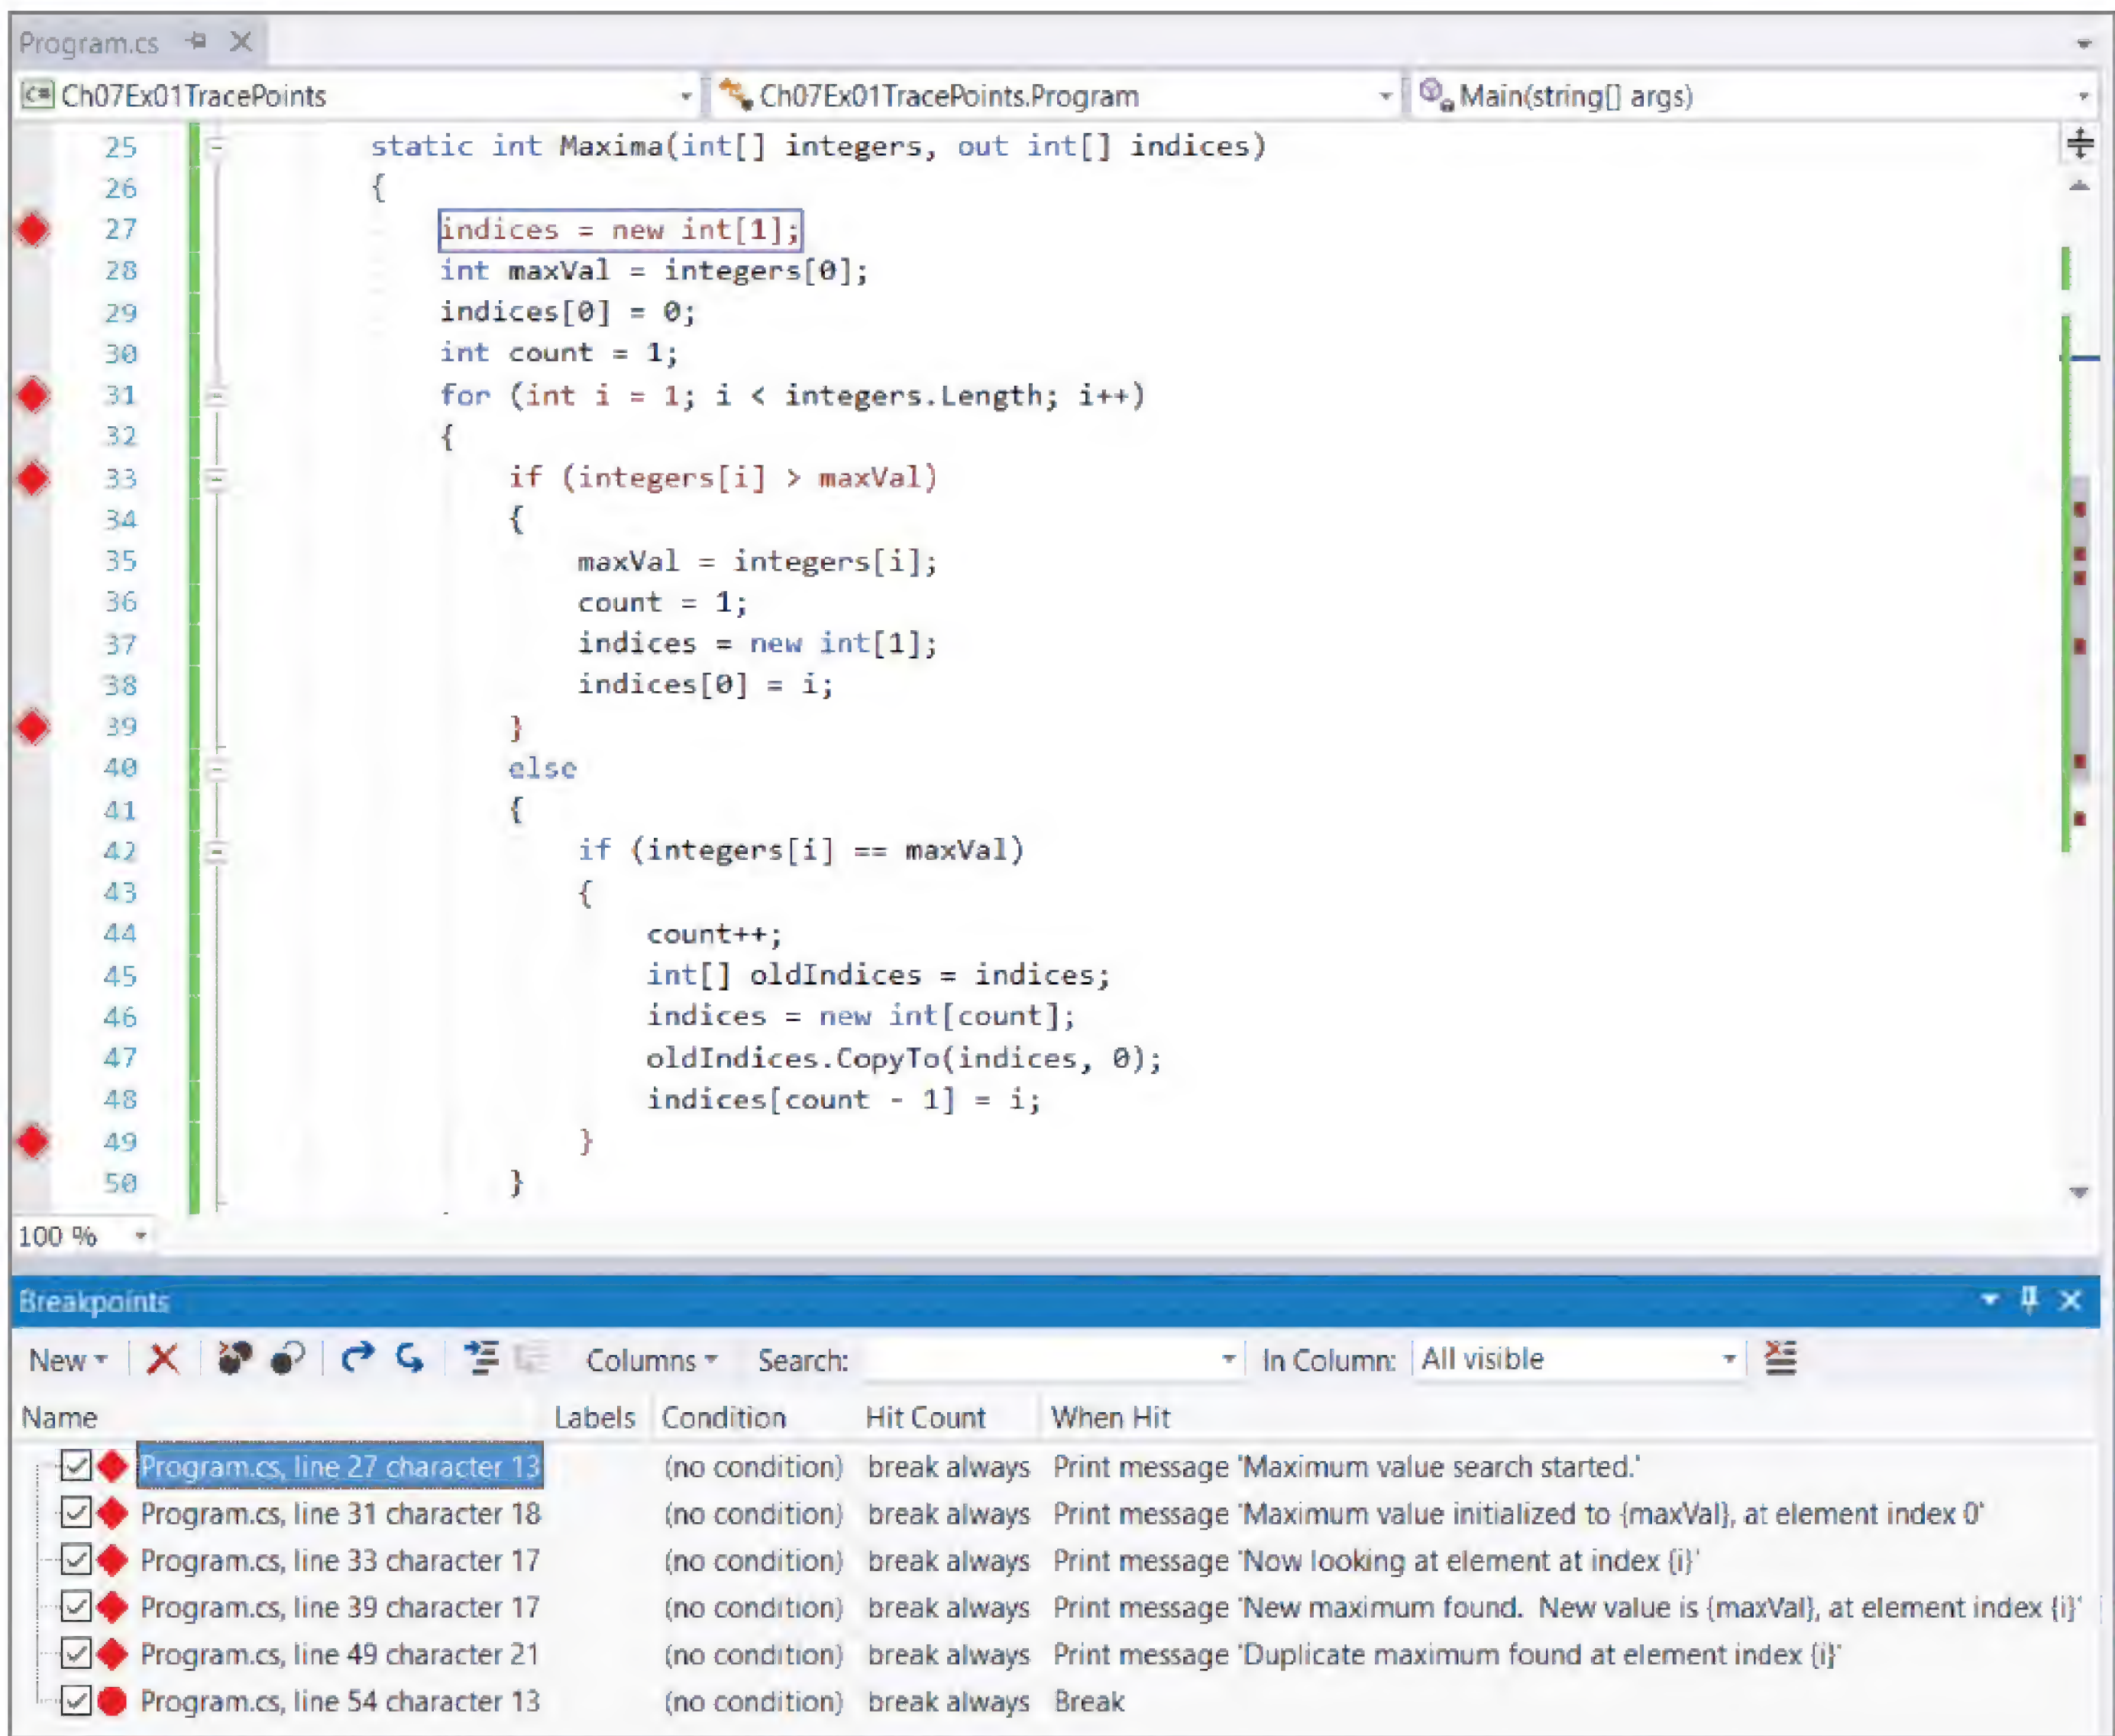 Program.cs
Ch07Ex01TracePoints Ch07Ex01TracePoints.Program Main(string[] args)
25 static int Maxima(int[] integers, out int[] indices)
26 {
27 indices = new int[1];
28 int maxVal = integers[0];
29 indices[0] = 0;
30 int count = 1;
31 for (int i = 1; i < integers.Length; i++)
32 {
33 if (integers[i] > maxVal)
34 {
35 maxVal = integers[i];
36 count = 1;
37 indices = new int[1];
38 indices[0] = i;
39 }
40 else
41 {
42 if (integers[i] == maxVal)
43 {
44 count++;
45 int[] oldIndices = indices;
46 indices = new int[count];
47 oldIndices.CopyTo(indices, 0);
48 indices[count - 1] = i;
49 }
50 }
100 %
Breakpoints
New Columns Search: In Column: All visible
Name Labels Condition Hit Count When Hit
Program.cs, line 27 character 13 (no condition) break always Print message 'Maximum value search started.'
Program.cs, line 31 character 18 (no condition) break always Print message 'Maximum value initialized to {maxVal}, at element index 0'
Program.cs, line 33 character 17 (no condition) break always Print message 'Now looking at element at index {i}'
Program.cs, line 39 character 17 (no condition) break always Print message 'New maximum found.  New value is {maxVal}, at element index {i}'
Program.cs, line 49 character 21 (no condition) break always Print message 'Duplicate maximum found at element index {i}'
Program.cs, line 54 character 13 (no condition) break always Break